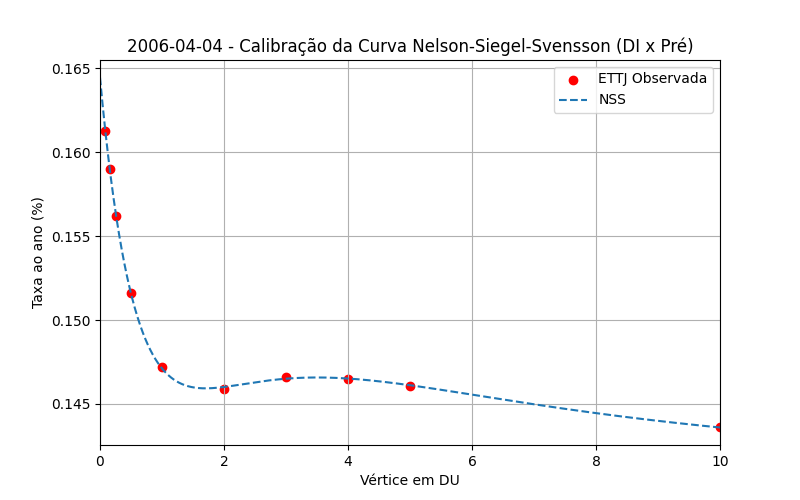 2006-04-04 - Calibração da Curva Nelson-Siegel-Svensson (DI x Pré)
ETTJ Observada
NSS
Taxa ao ano (%)
0.165
0.160
0.155
0.150
0.145
0 2 4 6 8 10
Vértice em DU